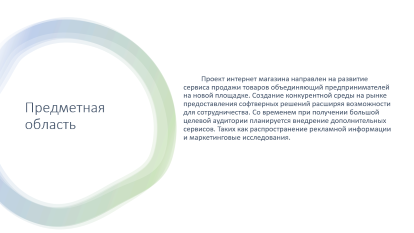 Предметная
область
Проект интернет магазина направлен на развитие
сервиса продажи товаров объединяющий предпринимателей
на новой площадке. Создание конкурентной среды на рынке
предоставления софтверных решений расширяя возможности
для сотрудничества. Со временем при получении большой
целевой аудитории планируется внедрение дополнительных
сервисов. Таких как распространение рекламной информации
и маркетинговые исследования.